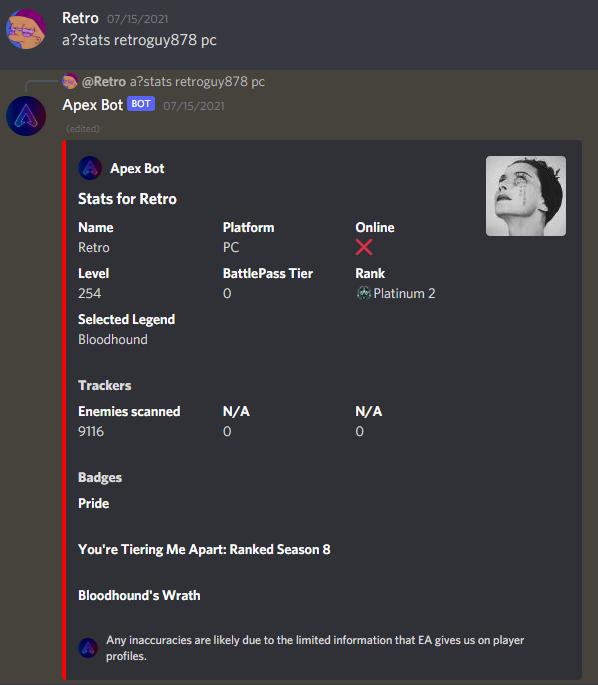 Retro 07/15/2021
a?stats retroguy878 pc
@Retro a?stats retroguy878 pc
Apex Bot BOT 07/15/2021
(edited)
Apex Bot
Stats for Retro
Name Platform Online
Retro PC
Level BattlePass Tier Rank
254 0 Platinum 2
Selected Legend
Bloodhound
Trackers
Enemies scanned N/A N/A
9116 0 0
Badges
Pride
You're Tiering Me Apart: Ranked Season 8
Bloodhound's Wrath
Any inaccuracies are likely due to the limited information that EA gives us on player
profiles.